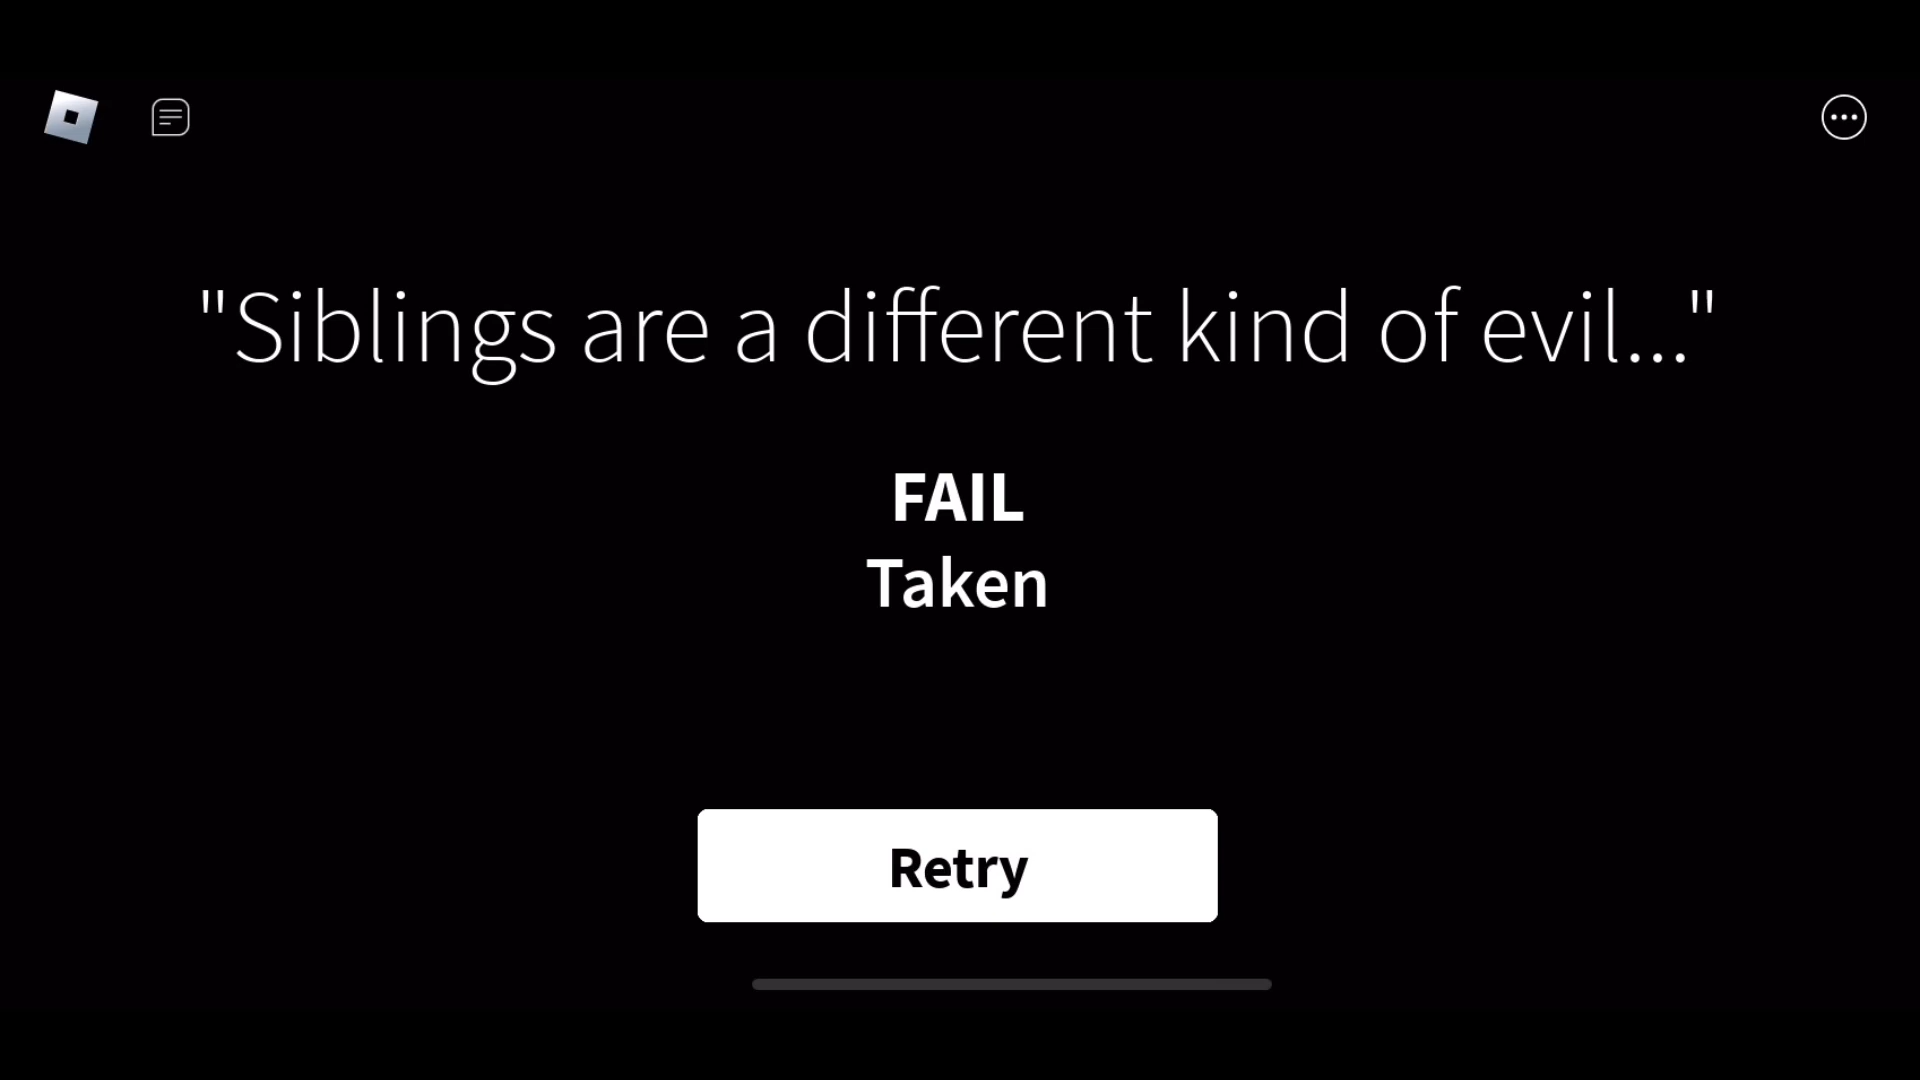 "Siblings are a different kind of evil..."
FAIL
Taken
Retry